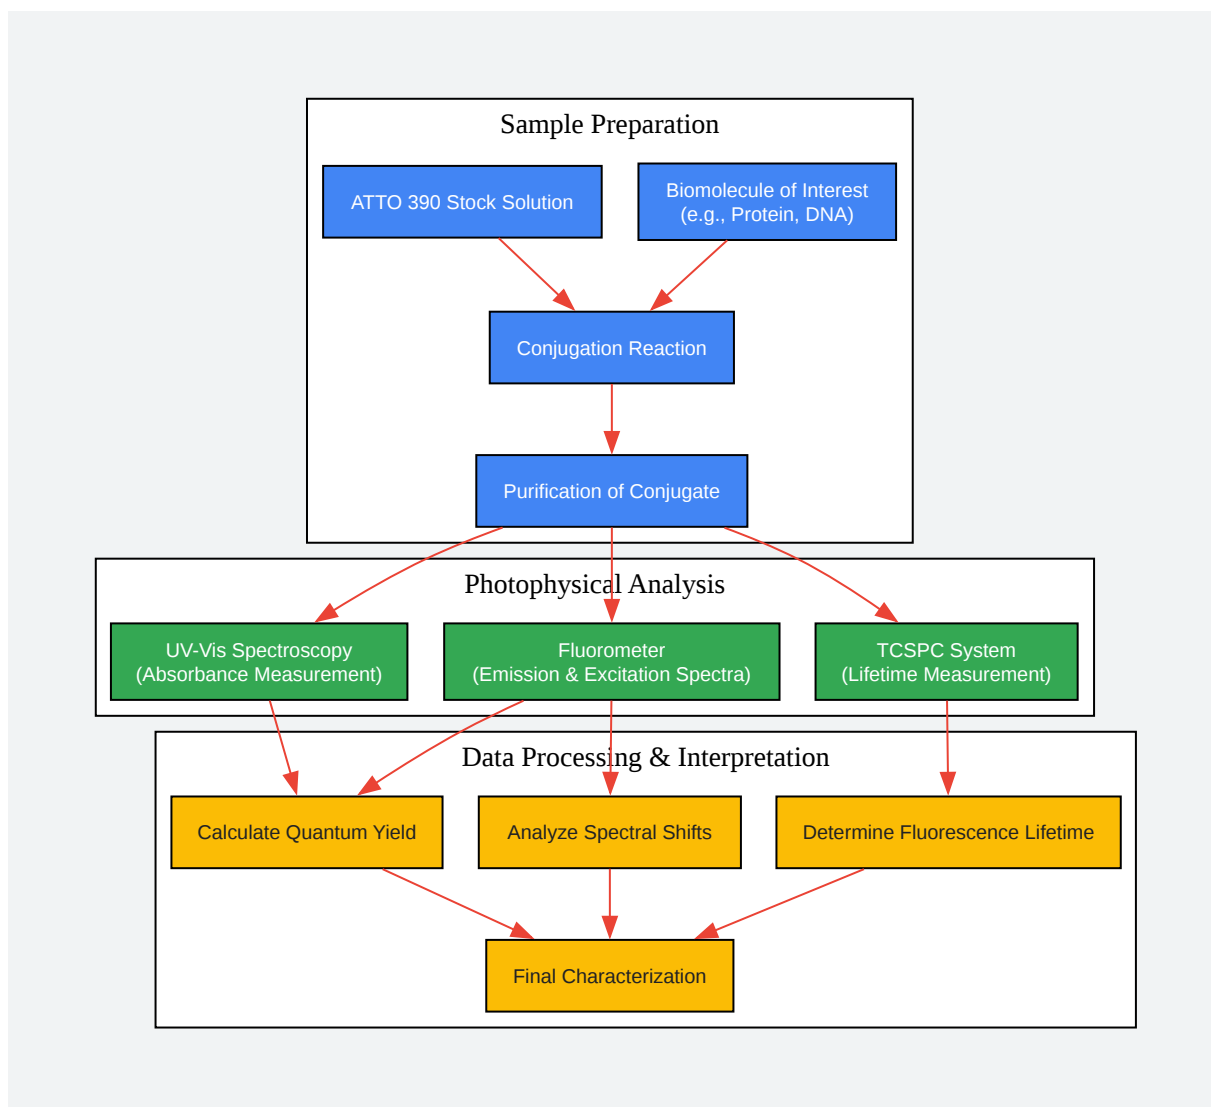 Sample Preparation
ATTO 390 Stock Solution
Biomolecule of Interest
(e.g., Protein, DNA)
Conjugation Reaction
Purification of Conjugate
Photophysical Analysis
UV-Vis Spectroscopy
(Absorbance Measurement)
Fluorometer
(Emission & Excitation Spectra)
TCSPC System
(Lifetime Measurement)
Data Processing & Interpretation
Calculate Quantum Yield
Analyze Spectral Shifts
Determine Fluorescence Lifetime
Final Characterization